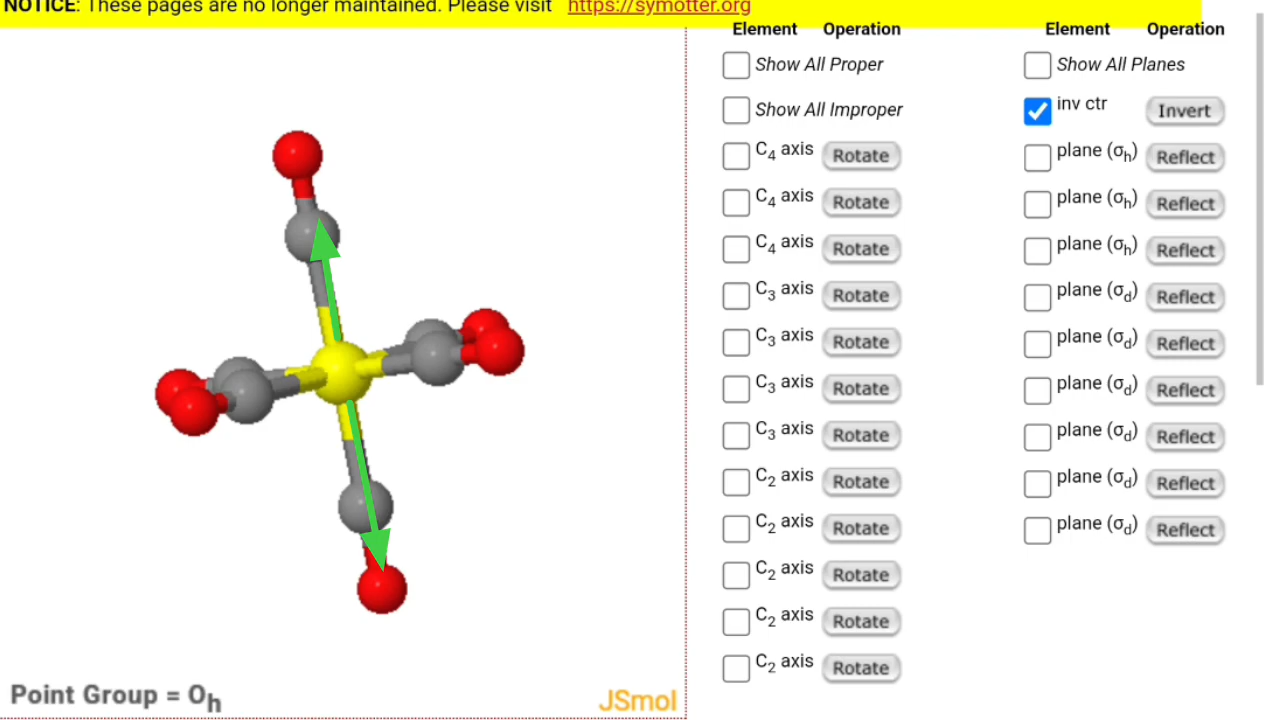 NOTICE: These pages are no longer maintained. Please visit https://symotter.org
Element Operation Element Operation
Show All Proper Show All Planes
Show All Improper inv ctr Invert
C4 axis Rotate plane (σh) Reflect
C4 axis Rotate plane (σh) Reflect
C4 axis Rotate plane (σh) Reflect
C3 axis Rotate plane (σd) Reflect
C3 axis Rotate plane (σd) Reflect
C3 axis Rotate plane (σd) Reflect
C3 axis Rotate plane (σd) Reflect
C2 axis Rotate plane (σd) Reflect
C2 axis Rotate plane (σd) Reflect
C2 axis Rotate
C2 axis Rotate
C2 axis Rotate
Point Group = Oh JSmol